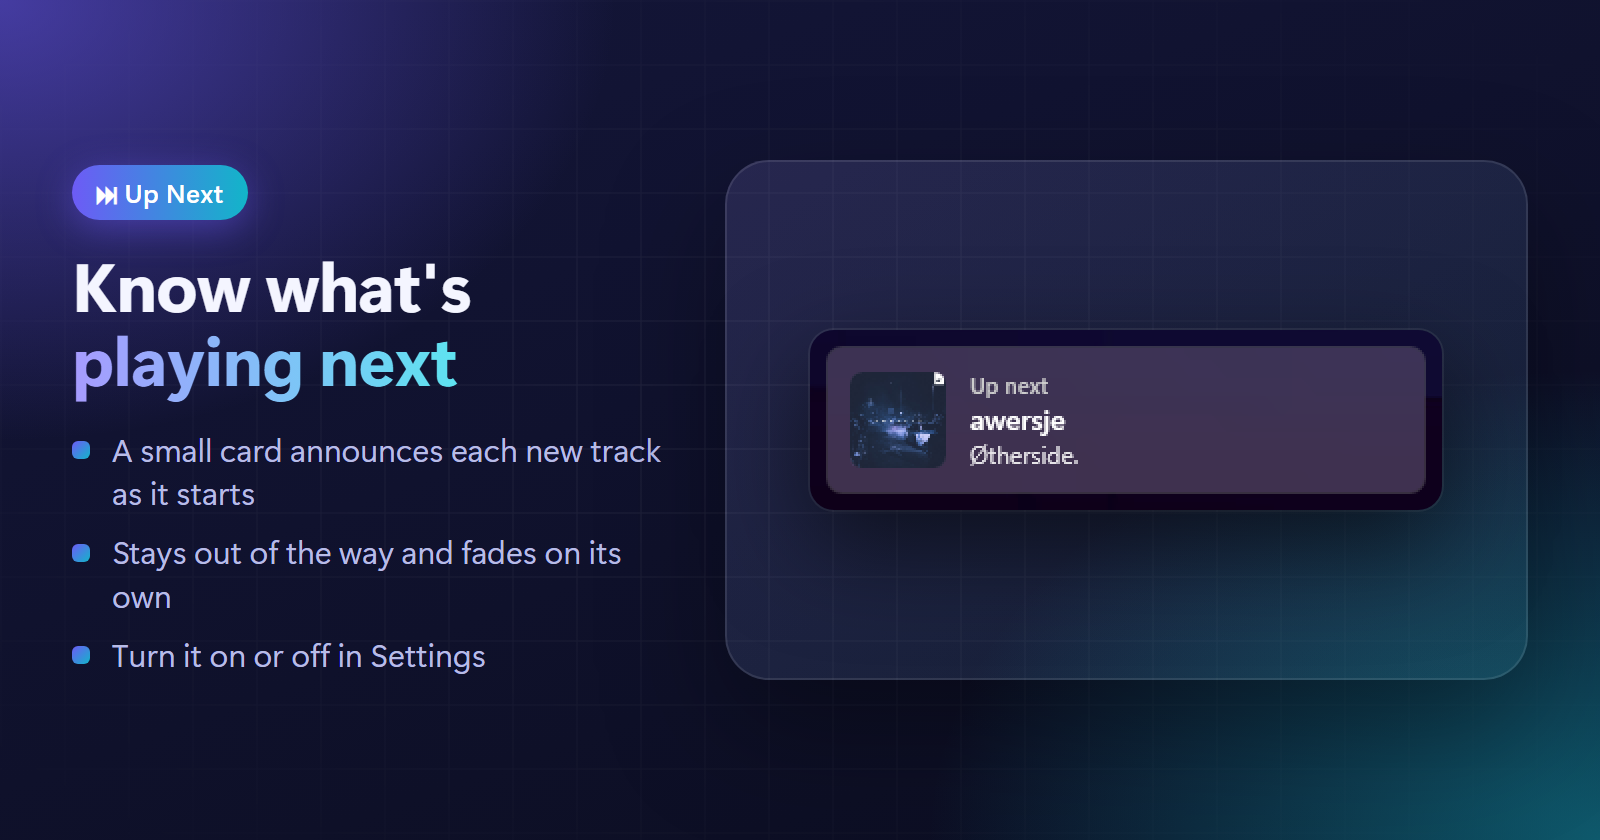 Up Next
Know what's
playing next
A small card announces each new track
as it starts
Stays out of the way and fades on its
own
Turn it on or off in Settings
Up next
awersje
Øtherside.